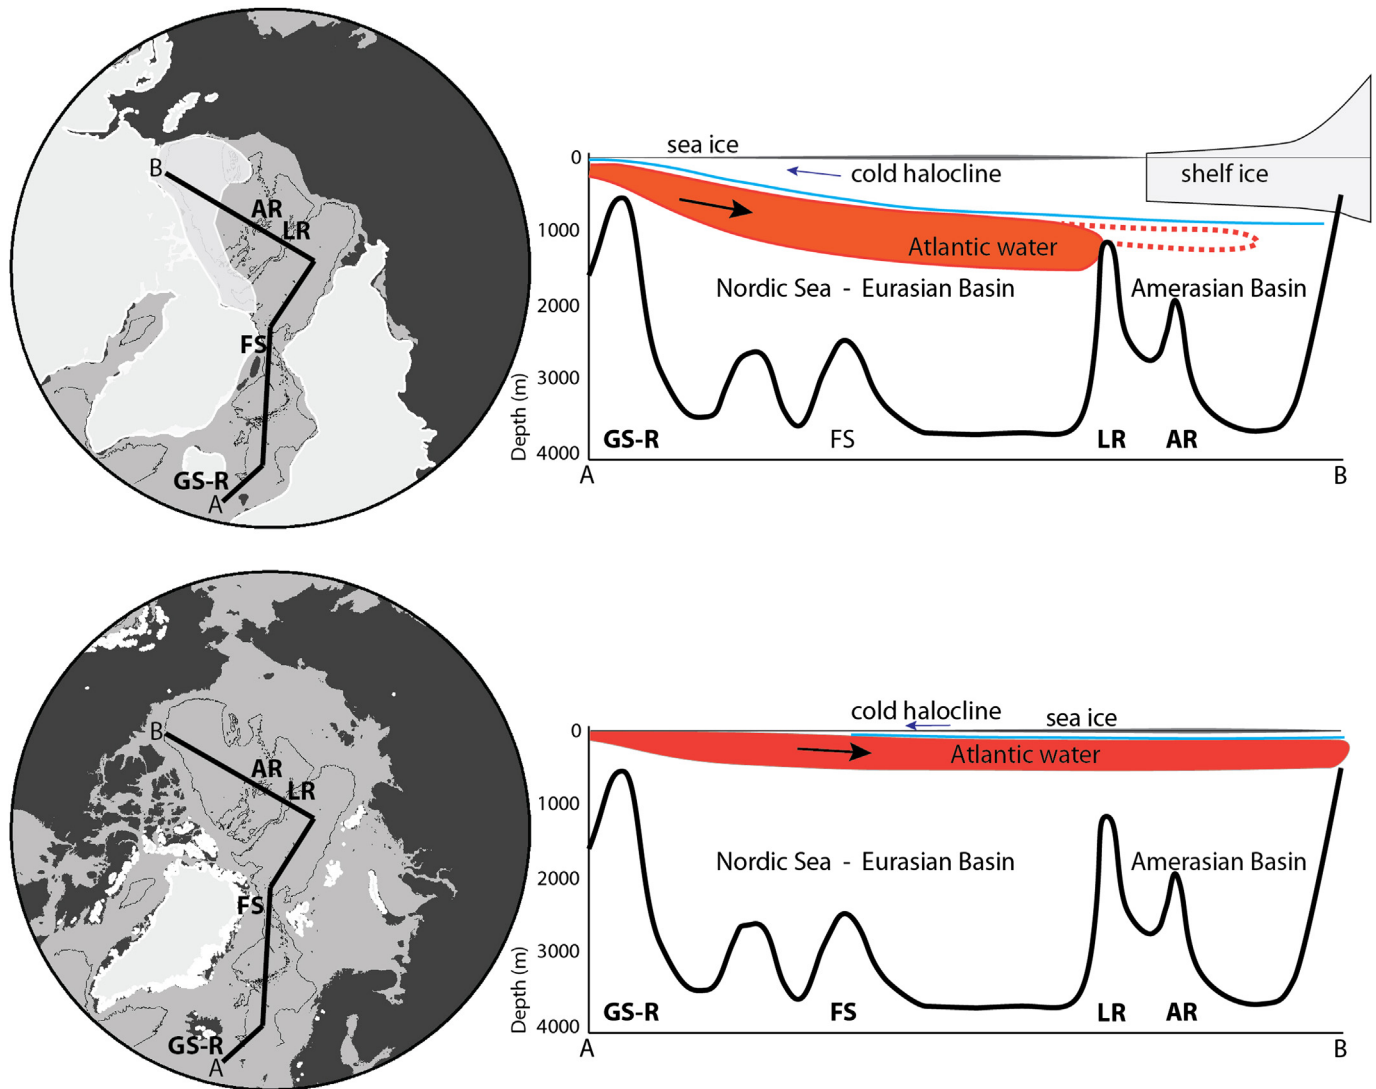 B
AR
LR
FS
GS-R
A
sea ice
0
cold halocline
shelf ice
1000
Atlantic water
Nordic Sea - Eurasian Basin
Amerasian Basin
2000
3000
Depth (m)
4000
GS-R
FS
LR
AR
A
B
B
AR
LR
FS
GS-R
A
cold halocline
sea ice
0
Atlantic water
1000
Nordic Sea - Eurasian Basin
Amerasian Basin
2000
3000
Depth (m)
4000
GS-R
FS
LR
AR
A
B